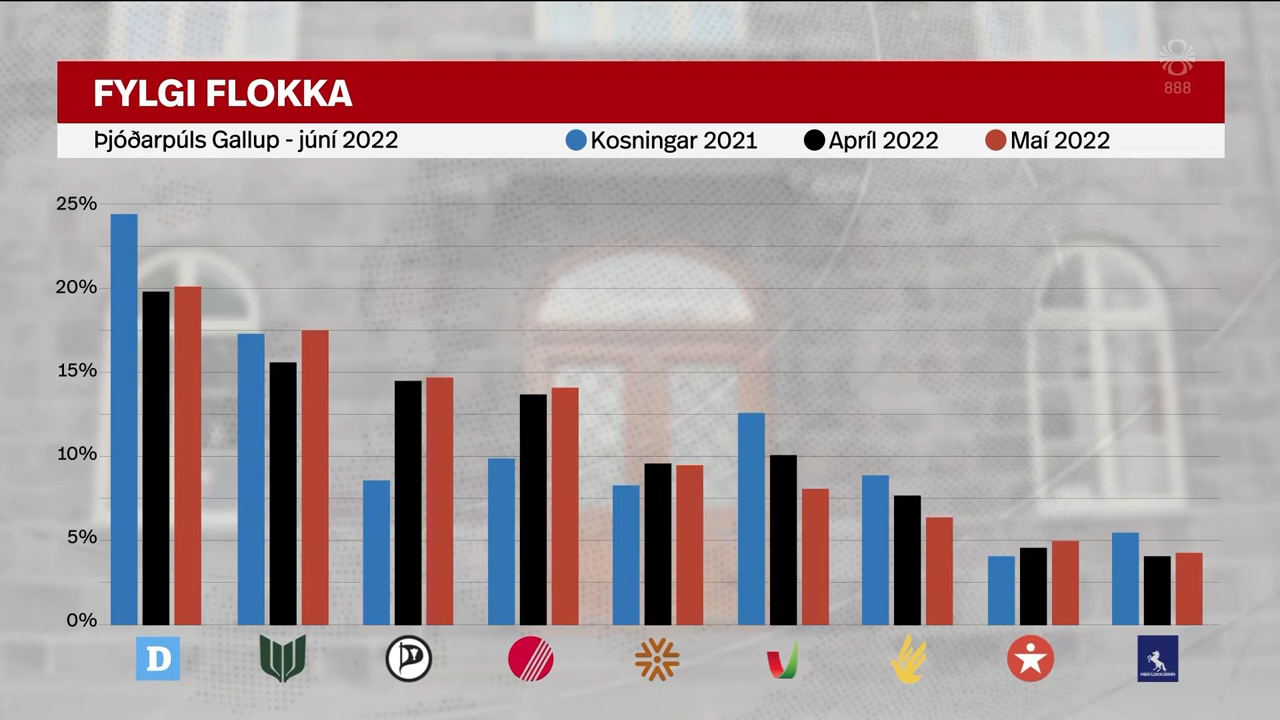 FYLGI FLOKKA
888
Þjóðarpúls Gallup - júní 2022
Kosningar 2021
Apríl 2022
Maí 2022
25%
20%
15%
10%
5%
0%
D
P
MIÐFLOKKURINN